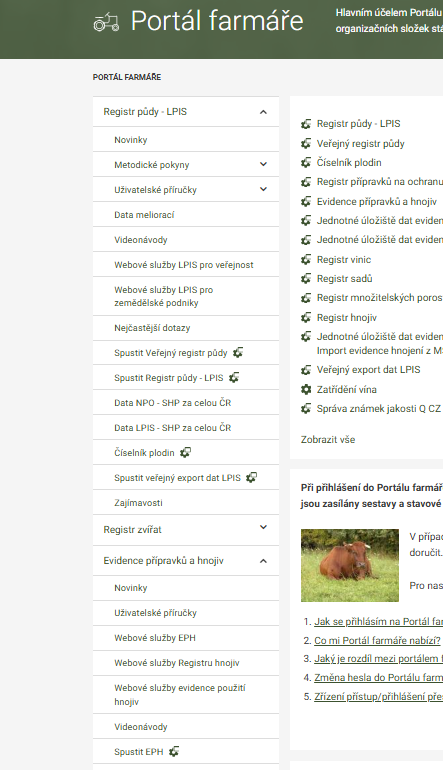 Portál farmáře
Hlavním účelem Portálu
organizačních složek stá
PORTÁL FARMÁŘE
Registr půdy - LPIS
Novinky
Metodické pokyny
Uživatelské příručky
Data meliorací
Videonávody
Webové služby LPIS pro veřejnost
Webové služby LPIS pro
zemědělské podniky
Nejčastější dotazy
Spustit Veřejný registr půdy
Spustit Registr půdy - LPIS
Data NPO - SHP za celou ČR
Data LPIS - SHP za celou ČR
Číselník plodin
Spustit veřejný export dat LPIS
Zajímavosti
Registr zvířat
Evidence přípravků a hnojiv
Novinky
Uživatelské příručky
Webové služby EPH
Webové služby Registru hnojiv
Webové služby evidence použití
hnojiv
Videonávody
Spustit EPH
Registr půdy - LPIS
Veřejný registr půdy
Číselník plodin
Registr přípravků na ochranu
Evidence přípravků a hnojiv
Jednotné úložiště dat eviden
Jednotné úložiště dat eviden
Registr vinic
Registr sadů
Registr množitelských poros
Registr hnojiv
Jednotné úložiště dat eviden
Import evidence hnojení z M
Veřejný export dat LPIS
Zatřídění vína
Správa známek jakosti Q CZ
Zobrazit vše
Při přihlášení do Portálu farmář
jsou zasílány sestavy a stavové
V přípac
doručit.
Pro nas
1. Jak se přihlásím na Portál far
2. Co mi Portál farmáře nabízí?
3. Jaký je rozdíl mezi portálem f
4. Změna hesla do Portálu farm
5. Zřízení přístup/přihlášení pře